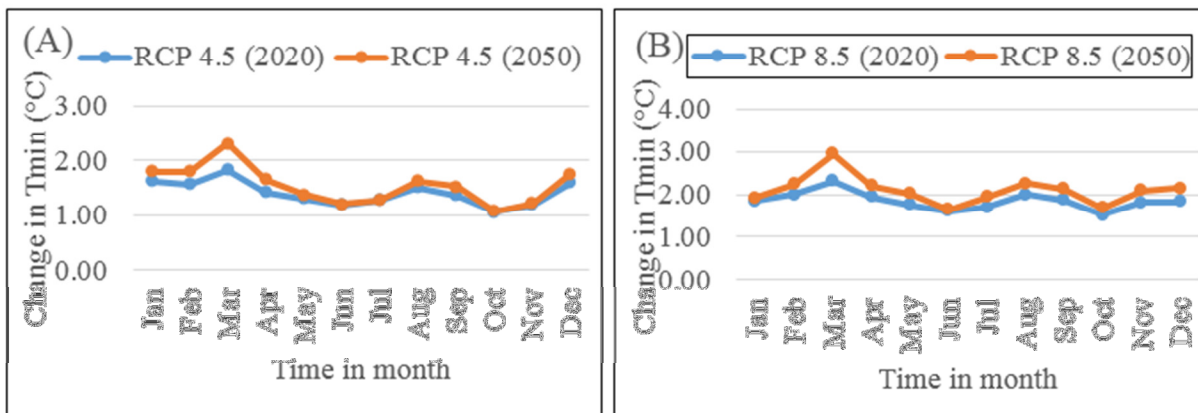 (A)
RCP 4.5 (2020) RCP 4.5 (2050)
Change in Tmin (°C)
3.00
2.00
1.00
0.00
Jan Feb Mar Apr May Jun Jul Aug Sep Oct Nov Dec
Time in month
(B)
RCP 8.5 (2020) RCP 8.5 (2050)
Change in Tmin (°C)
4.00
3.00
2.00
1.00
0.00
Jan Feb Mar Apr May Jun Jul Aug Sep Oct Nov Dec
Time in month